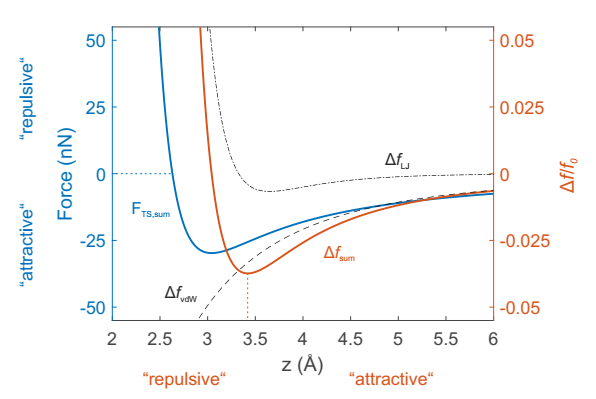 "repulsive"
"attractive"
Force (nN)
50
25
0
-25
-50
0.05
0.025
0
-0.025
-0.05
Δf/f₀
Δf_LJ
F_TS,sum
Δf_sum
Δf_vdW
2 2.5 3 3.5 4 4.5 5 5.5 6
z (Å)
"repulsive" "attractive"